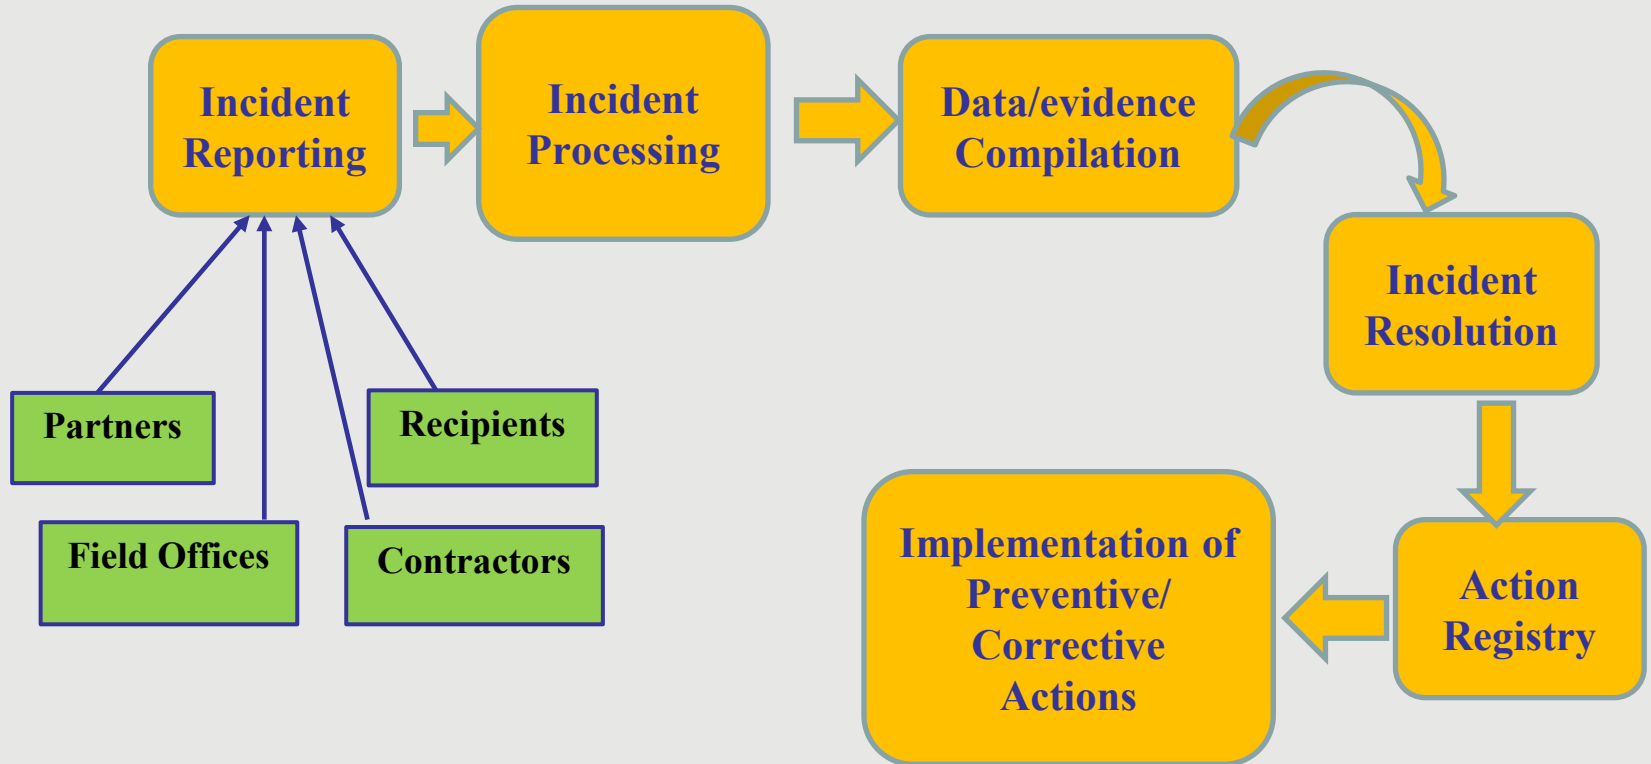 Incident
Reporting
Incident
Processing
Data/evidence
Compilation
Incident
Resolution
Partners
Recipients
Field Offices
Contractors
Implementation of
Preventive/
Corrective
Actions
Action
Registry